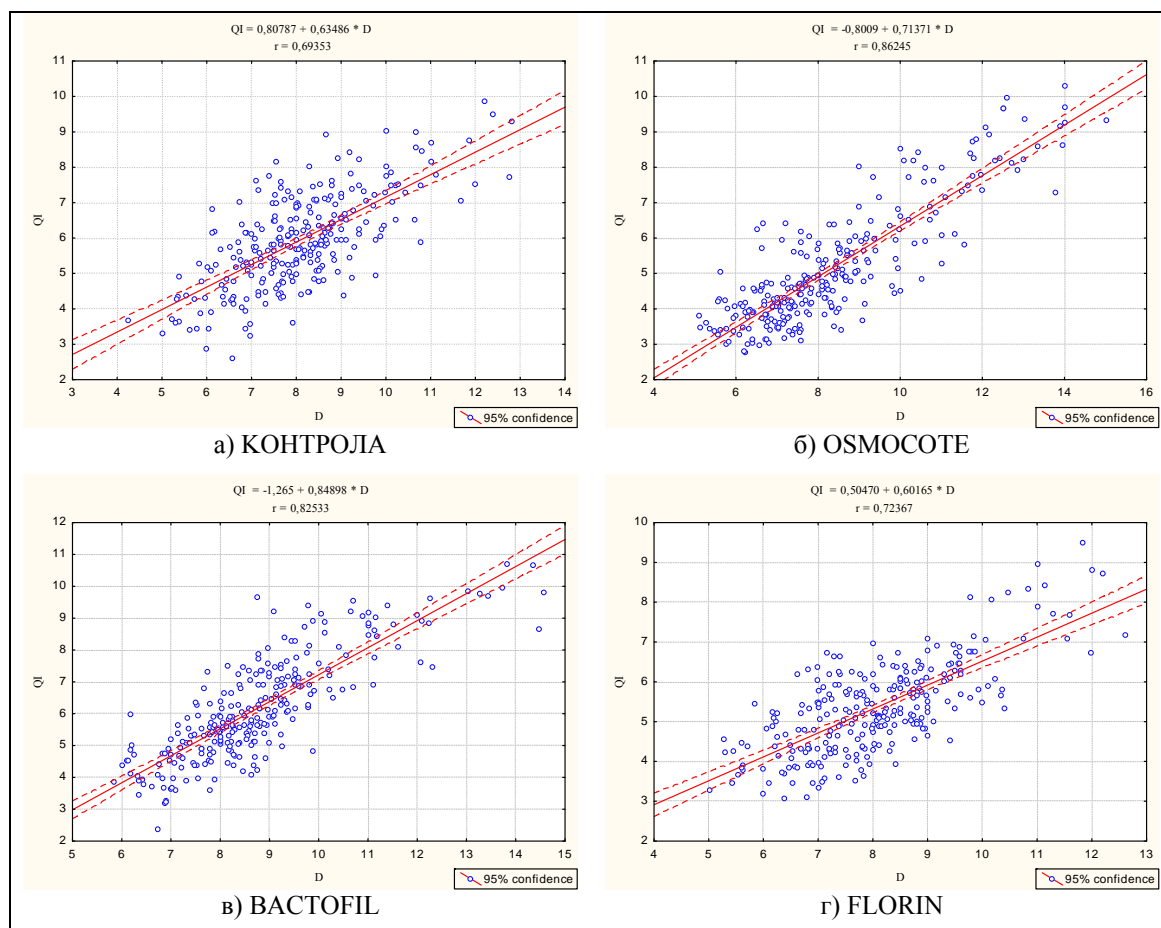 QI = 0,80787 + 0,63486 * D
r = 0,69353
11
10
9
8
7
6
5
4
3
2
QI
3 4 5 6 7 8 9 10 11 12 13 14
D
95% confidence
а) КОНТРОЛА
QI = -0,8009 + 0,71371 * D
r = 0,86245
11
10
9
8
7
6
5
4
3
2
QI
6 8 10 12 14 16
D
95% confidence
б) OSMOCOTE
QI = -1,265 + 0,84898 * D
r = 0,82533
12
11
10
9
8
7
6
5
4
3
2
QI
5 6 7 8 9 10 11 12 13 14 15
D
95% confidence
в) BACTOFIL
QI = 0,50470 + 0,60165 * D
r = 0,72367
10
9
8
7
6
5
4
3
2
QI
4 5 6 7 8 9 10 11 12 13
D
95% confidence
г) FLORIN